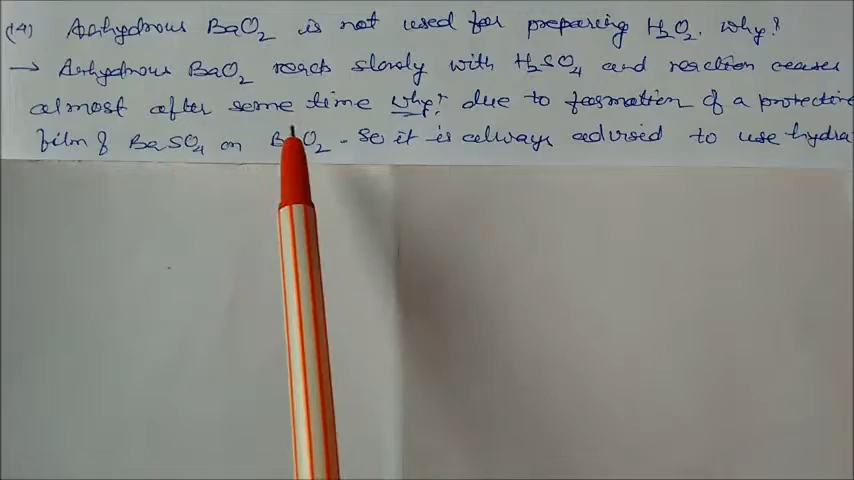 (14) Anhydrous BaO2 is not used for preparing H2O2. Why?
→ Anhydrous BaO2 reacts slowly with H2SO4 and reaction ceases
almost after some time why? due to formation of a protective
film of BaSO4 on BaO2. So it is always advised to use hydra